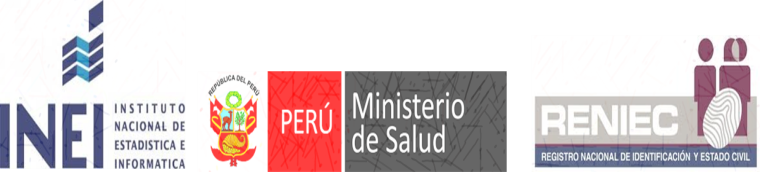 INEI
INSTITUTO
NACIONAL DE
ESTADISTICA E
INFORMATICA
REPÚBLICA DEL PERÚ
PERÚ
Ministerio
de Salud
RENIEC
REGISTRO NACIONAL DE IDENTIFICACIÓN Y ESTADO CIVIL